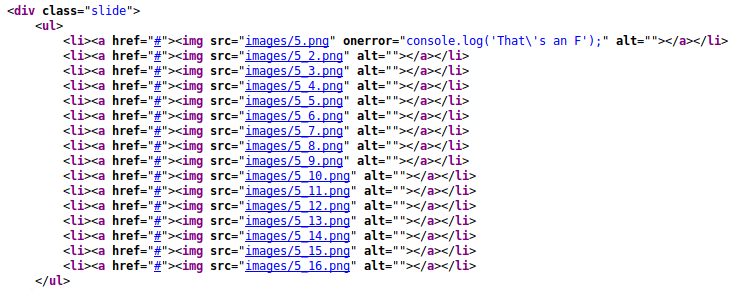 <div class="slide">
<ul>
<li><a href="#"><img src="images/5.png" onerror="console.log('That\'s an F');" alt=""></a></li>
<li><a href="#"><img src="images/5_2.png" alt=""></a></li>
<li><a href="#"><img src="images/5_3.png" alt=""></a></li>
<li><a href="#"><img src="images/5_4.png" alt=""></a></li>
<li><a href="#"><img src="images/5_5.png" alt=""></a></li>
<li><a href="#"><img src="images/5_6.png" alt=""></a></li>
<li><a href="#"><img src="images/5_7.png" alt=""></a></li>
<li><a href="#"><img src="images/5_8.png" alt=""></a></li>
<li><a href="#"><img src="images/5_9.png" alt=""></a></li>
<li><a href="#"><img src="images/5_10.png" alt=""></a></li>
<li><a href="#"><img src="images/5_11.png" alt=""></a></li>
<li><a href="#"><img src="images/5_12.png" alt=""></a></li>
<li><a href="#"><img src="images/5_13.png" alt=""></a></li>
<li><a href="#"><img src="images/5_14.png" alt=""></a></li>
<li><a href="#"><img src="images/5_15.png" alt=""></a></li>
<li><a href="#"><img src="images/5_16.png" alt=""></a></li>
</ul>